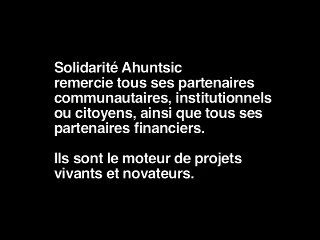 Solidarité Ahuntsic
remercie tous ses partenaires
communautaires, institutionnels
ou citoyens, ainsi que tous ses
partenaires financiers.
Ils sont le moteur de projets
vivants et novateurs.